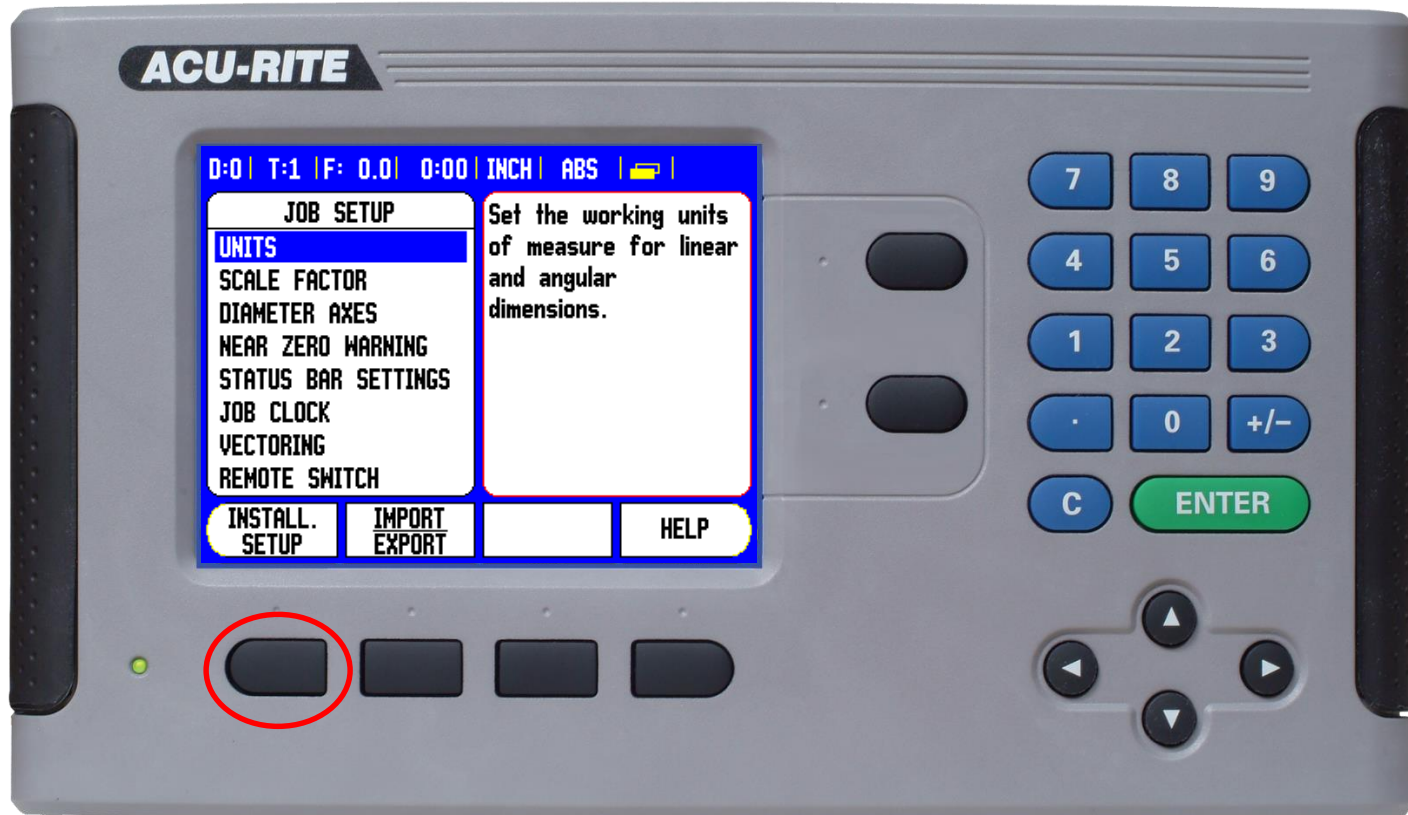 ACU-RITE
D:0 | T:1 | F: 0.0 | 0:00 | INCH | ABS |
JOB SETUP
UNITS
SCALE FACTOR
DIAMETER AXES
NEAR ZERO WARNING
STATUS BAR SETTINGS
JOB CLOCK
VECTORING
REMOTE SWITCH
Set the working units
of measure for linear
and angular
dimensions.
INSTALL.
SETUP
IMPORT
EXPORT
HELP
7 8 9
4 5 6
1 2 3
. 0 +/-
C ENTER